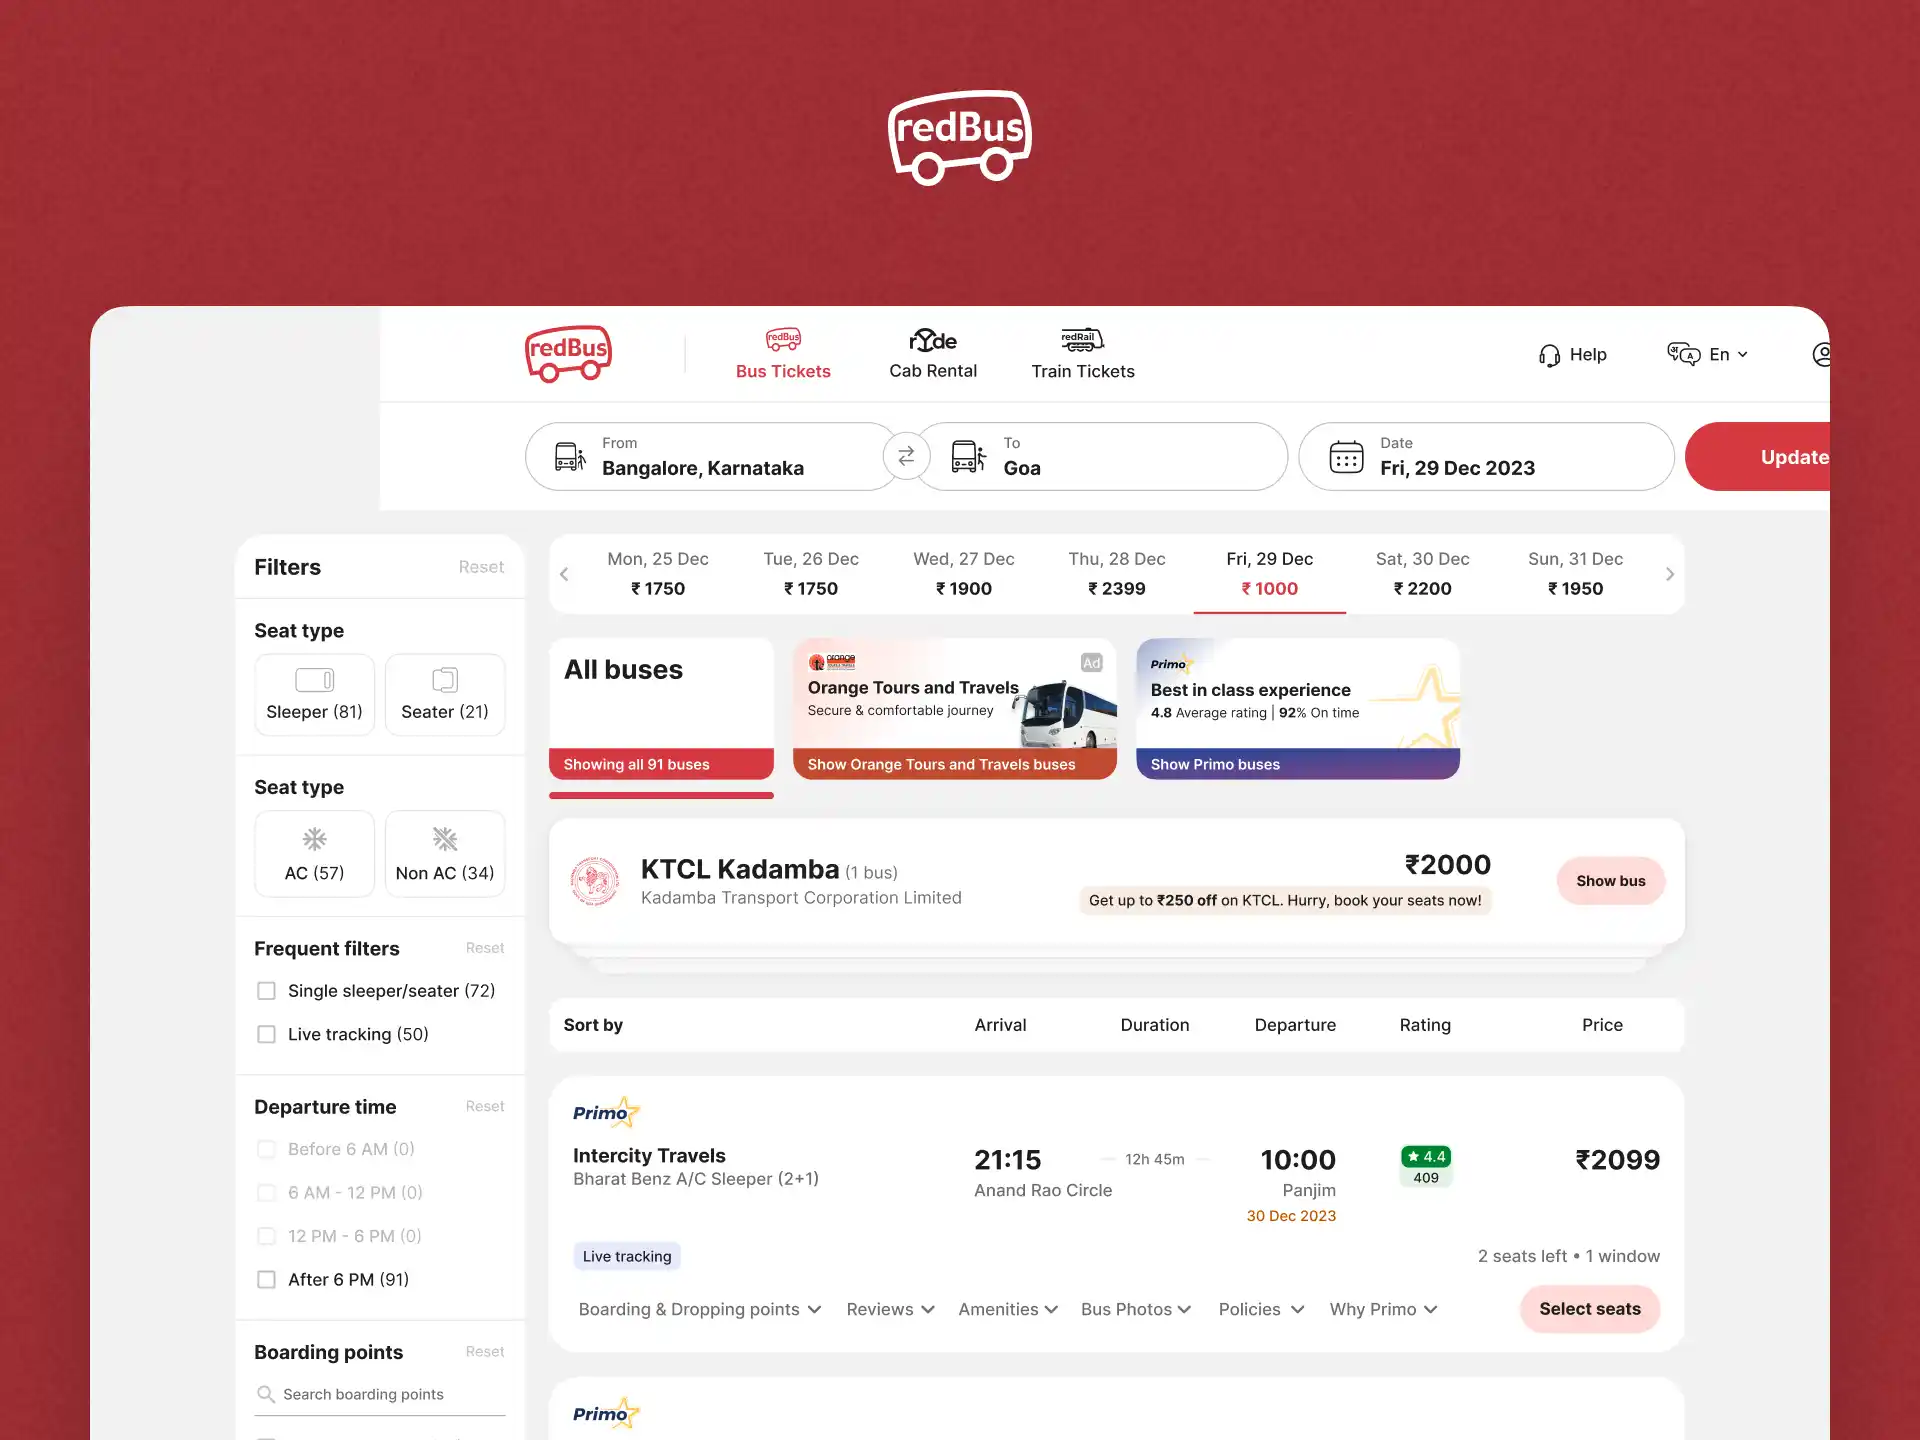 redBus
redBus
redBus
Bus Tickets
ryde
Cab Rental
redRail
Train Tickets
Help
En
From
Bangalore, Karnataka
To
Goa
Date
Fri, 29 Dec 2023
Update
Filters
Reset
Mon, 25 Dec
₹ 1750
Tue, 26 Dec
₹ 1750
Wed, 27 Dec
₹ 1900
Thu, 28 Dec
₹ 2399
Fri, 29 Dec
₹ 1000
Sat, 30 Dec
₹ 2200
Sun, 31 Dec
₹ 1950
Seat type
Sleeper (81)
Seater (21)
Seat type
AC (57)
Non AC (34)
Frequent filters
Reset
Single sleeper/seater (72)
Live tracking (50)
Departure time
Reset
Before 6 AM (0)
6 AM - 12 PM (0)
12 PM - 6 PM (0)
After 6 PM (91)
Boarding points
Reset
Search boarding points
All buses
Showing all 91 buses
orange
Ad
Orange Tours and Travels
Secure & comfortable journey
Show Orange Tours and Travels buses
Primo
Best in class experience
4.8 Average rating | 92% On time
Show Primo buses
KTCL Kadamba (1 bus)
Kadamba Transport Corporation Limited
₹2000
Get up to ₹250 off on KTCL. Hurry, book your seats now!
Show bus
Sort by
Arrival
Duration
Departure
Rating
Price
Primo
Intercity Travels
Bharat Benz A/C Sleeper (2+1)
21:15
Anand Rao Circle
12h 45m
10:00
Panjim
30 Dec 2023
4.4
409
₹2099
Live tracking
2 seats left • 1 window
Boarding & Dropping points
Reviews
Amenities
Bus Photos
Policies
Why Primo
Select seats
Primo